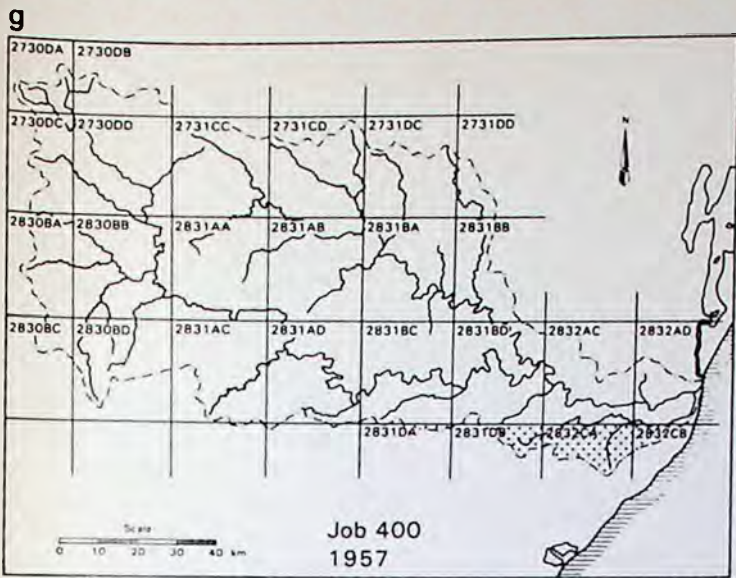 g
2730DA 2730DB
2730DC 2730DD 2731CC 2731CD 2731DC 2731DD
N
2830BA 2830BB 2831AA 2831AB 2831BA 2831BB
2830BC 2830BD 2831AC 2831AD 2831BC 2831BD 2832AC 2832AD
2831DA 2831DB 2832CA 2832CB
Scale
0 10 20 30 40 km
Job 400
1957